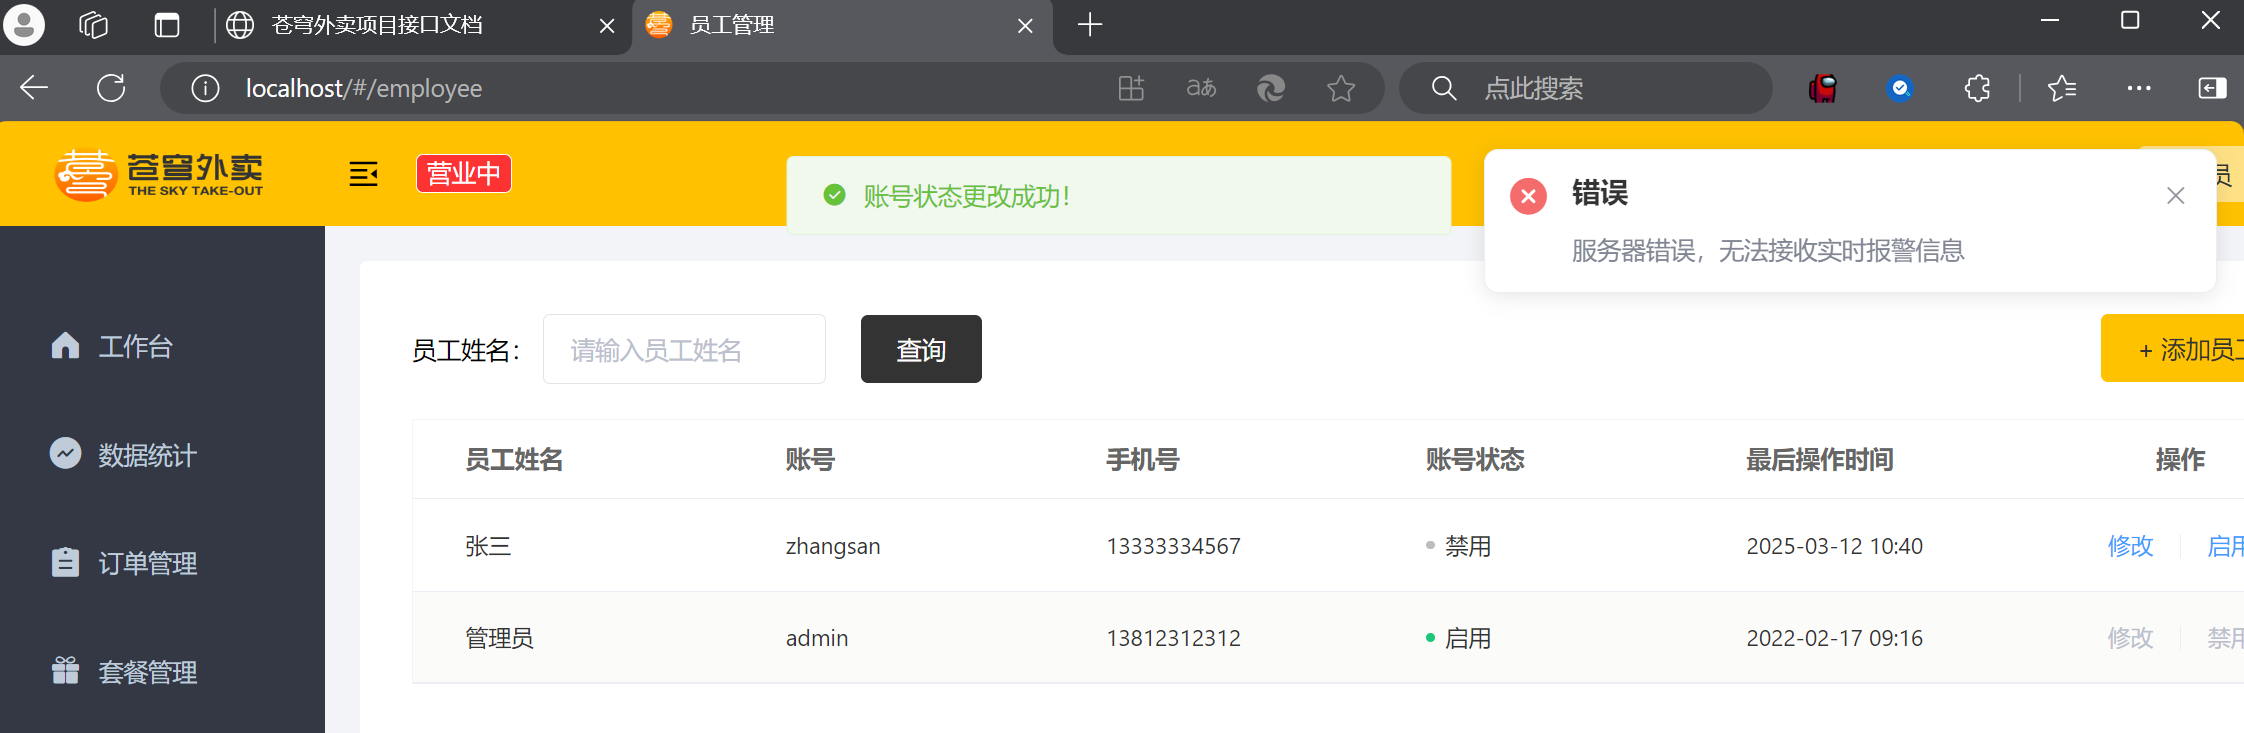 苍穹外卖项目接口文档
员工管理
localhost/#/employee
aあ
点此搜索
苍穹外卖
THE SKY TAKE-OUT
营业中
账号状态更改成功！
错误
服务器错误，无法接收实时报警信息
员
工作台
数据统计
订单管理
套餐管理
员工姓名：
请输入员工姓名
查询
+ 添加员工
员工姓名 账号 手机号 账号状态 最后操作时间 操作
张三 zhangsan 13333334567 禁用 2025-03-12 10:40 修改 启用
管理员 admin 13812312312 启用 2022-02-17 09:16 修改 禁用